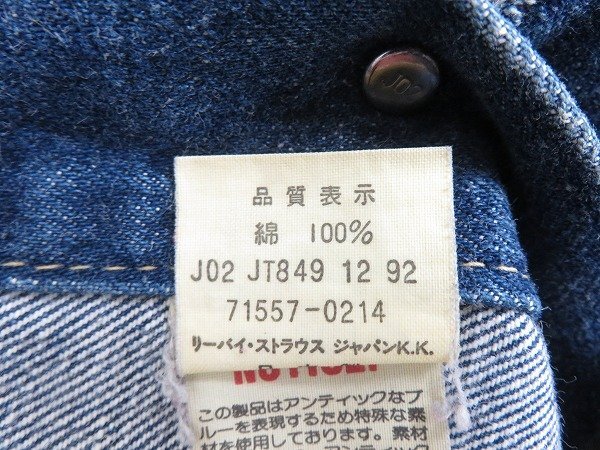 J02
品質表示
綿 100%
J02 JT849 12 92
71557-0214
リーバイ・ストラウス ジャパンK.K.
この製品はアンティックなブ
ルーを表現するため特殊な素
材を使用しております。素材